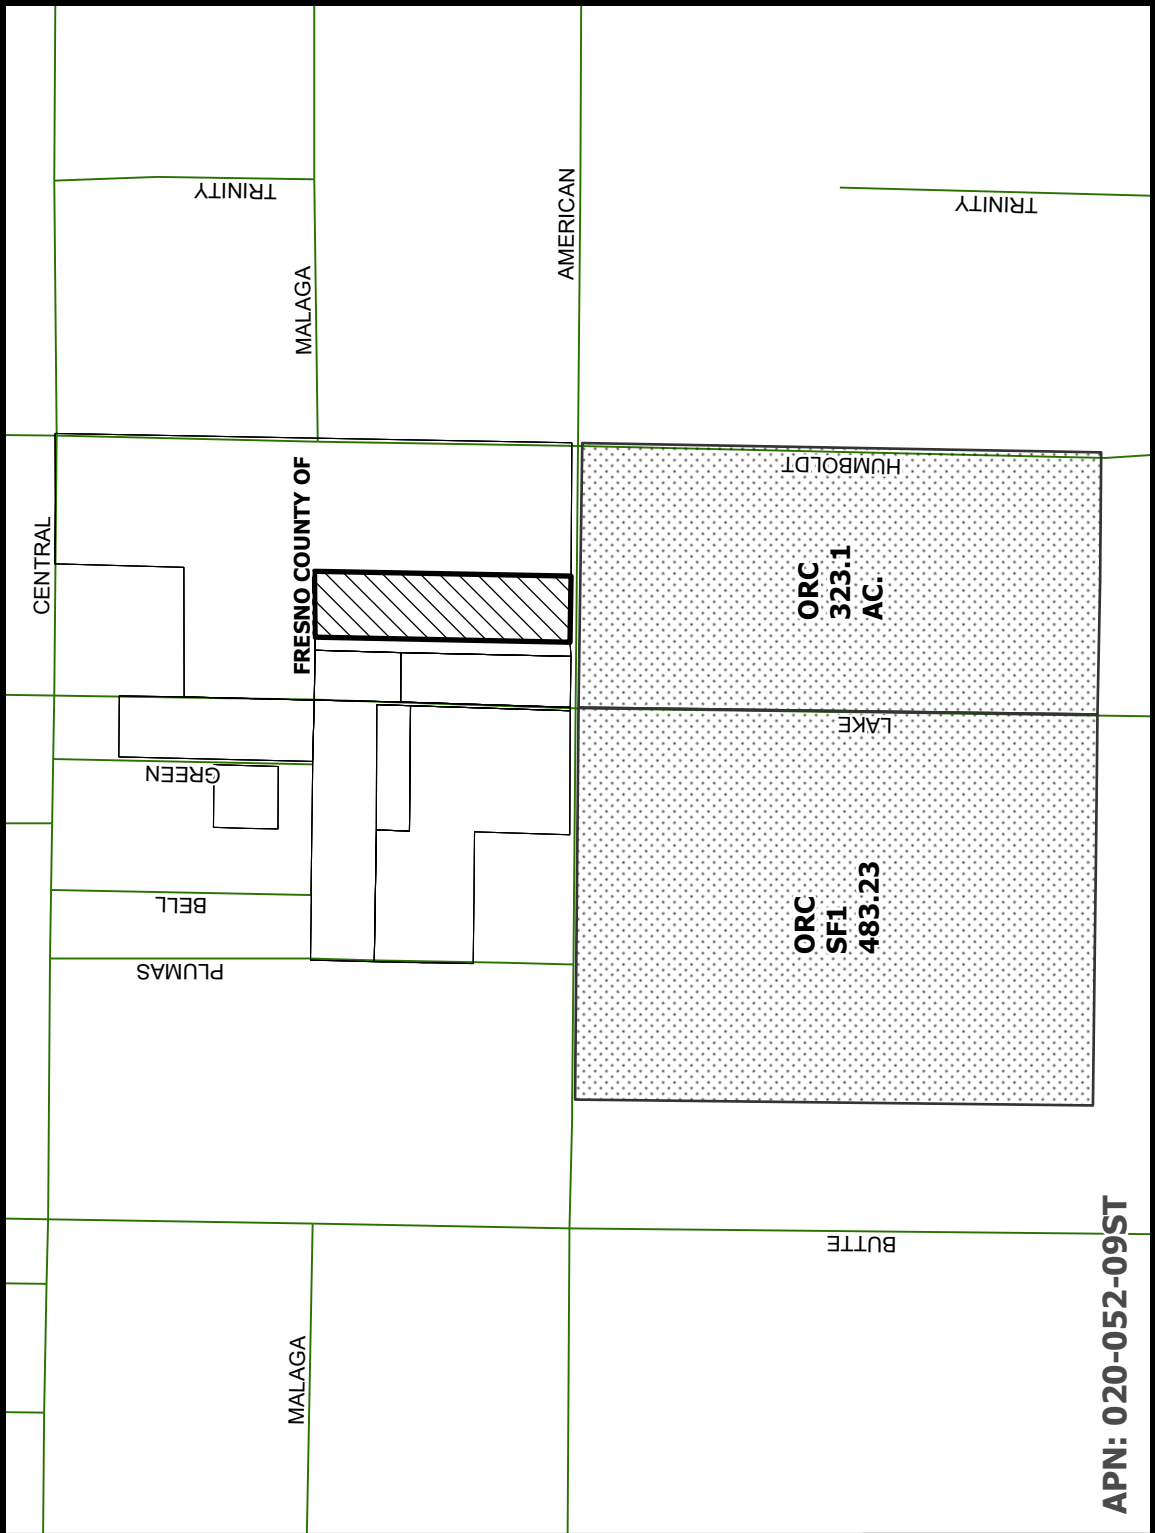 TRINITY
TRINITY
AMERICAN
MALAGA
HUMBOLDT
FRESNO COUNTY OF
CENTRAL
ORC
323.1
AC.
LAKE
GREEN
BELL
ORC
SF1
483.23
PLUMAS
BUTTE
MALAGA
APN: 020-052-09ST